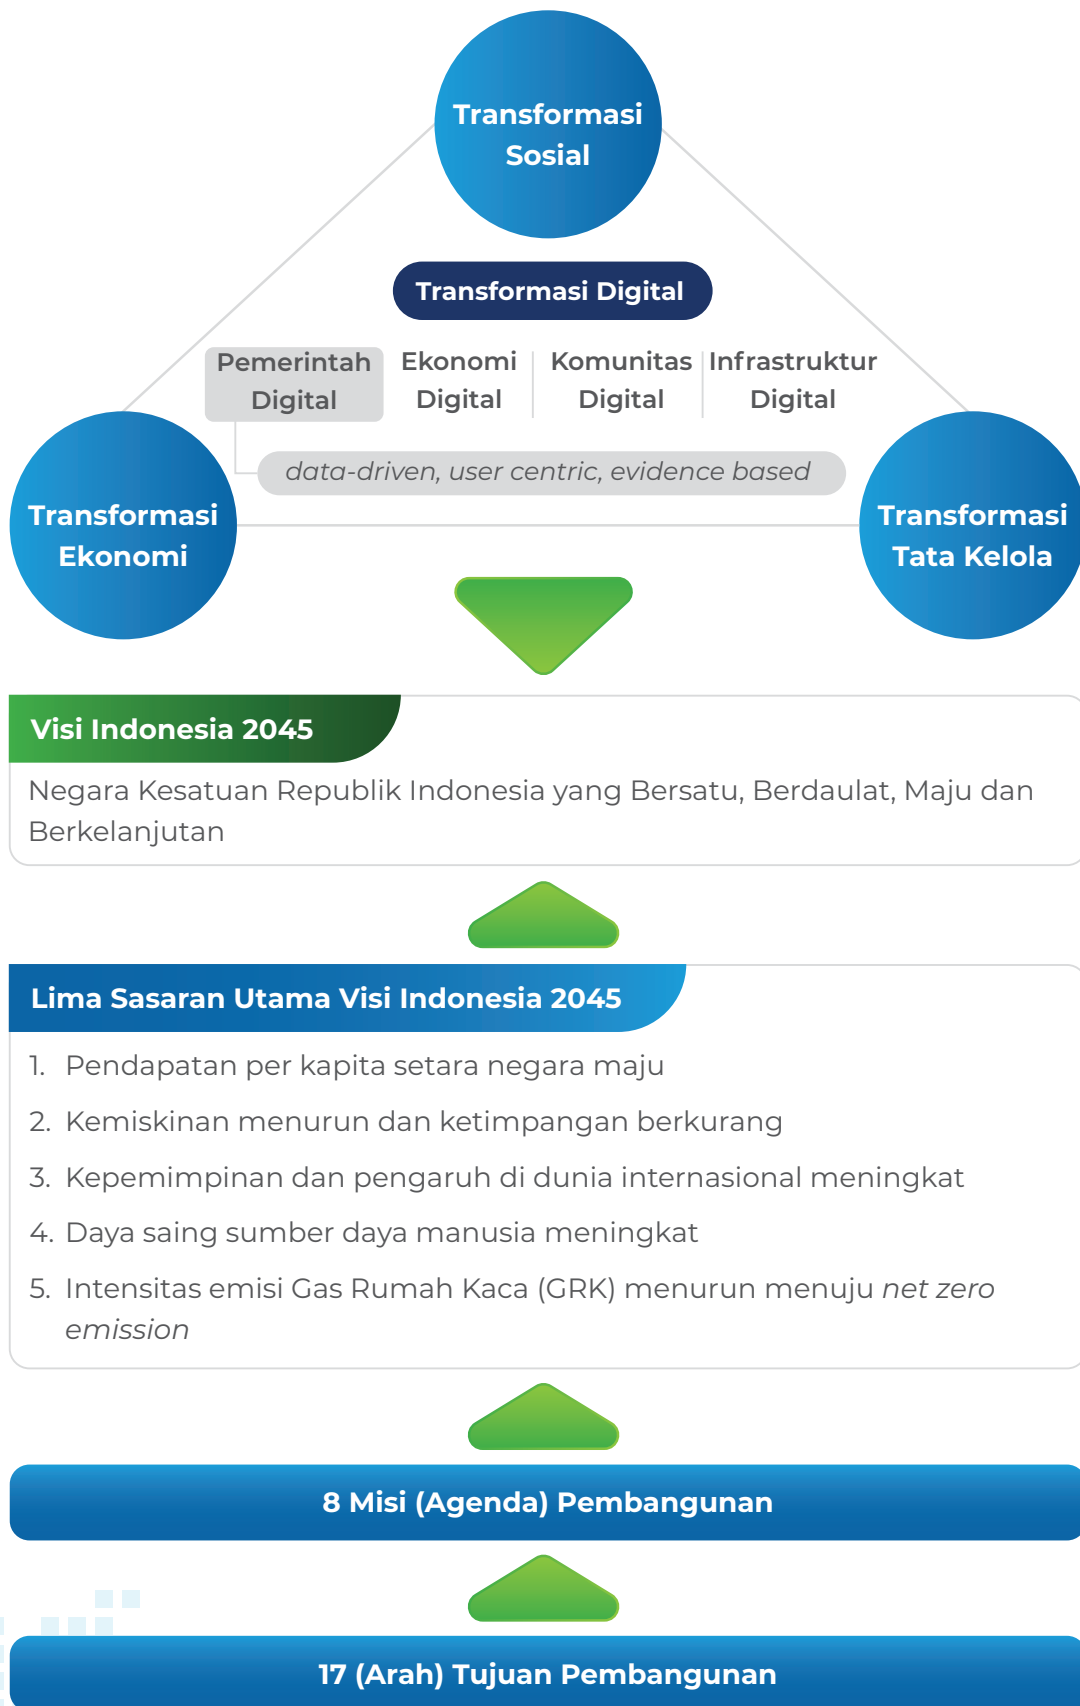 Transformasi
Sosial
Transformasi Digital
Pemerintah
Digital
Ekonomi
Digital
Komunitas
Digital
Infrastruktur
Digital
data-driven, user centric, evidence based
Transformasi
Ekonomi
Transformasi
Tata Kelola
Visi Indonesia 2045
Negara Kesatuan Republik Indonesia yang Bersatu, Berdaulat, Maju dan
Berkelanjutan
Lima Sasaran Utama Visi Indonesia 2045
1. Pendapatan per kapita setara negara maju
2. Kemiskinan menurun dan ketimpangan berkurang
3. Kepemimpinan dan pengaruh di dunia internasional meningkat
4. Daya saing sumber daya manusia meningkat
5. Intensitas emisi Gas Rumah Kaca (GRK) menurun menuju net zero
emission
8 Misi (Agenda) Pembangunan
17 (Arah) Tujuan Pembangunan